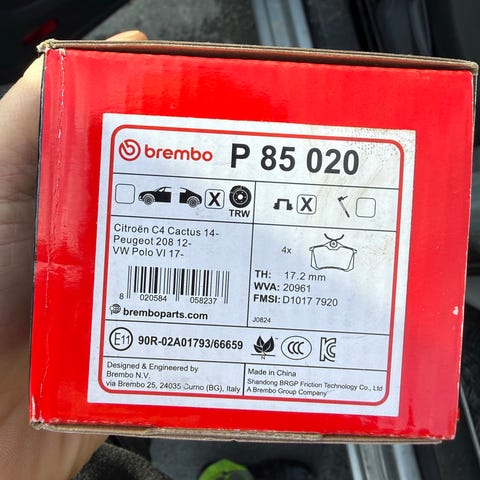 brembo P 85 020
X TRW X
Citroën C4 Cactus 14-
Peugeot 208 12-
VW Polo VI 17-
4x
TH: 17.2 mm
WVA: 20961
FMSI: D1017 7920
8 020584 058237
bremboparts.com
J0824
E11 90R-02A01793/66659
N CCC
Designed & Engineered by
Brembo N.V.
via Brembo 25, 24035 Curno (BG), Italy
Made in China
Shandong BRGP Friction Technology Co., Ltd
A Brembo Group Company